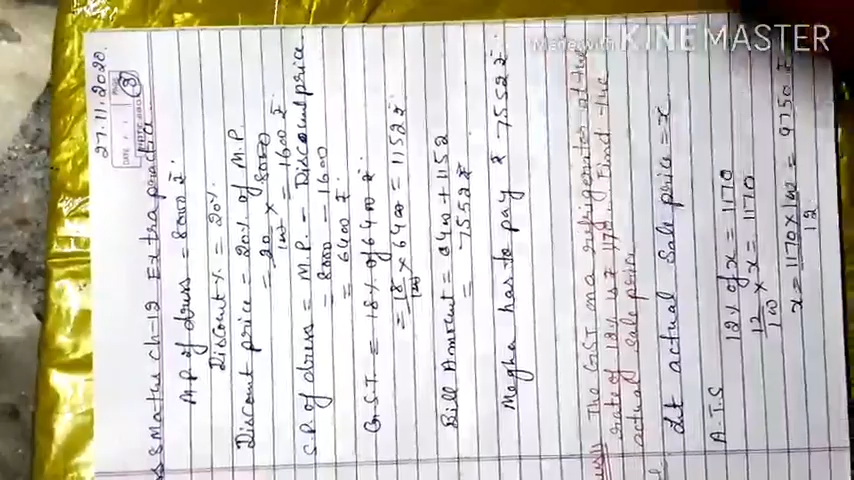 Made with KINEMASTER
27.11.2020
DATE
PAGE
3
Maths Ch-12 Extra practice
M.P. of dress = 8000 ₹
Discount % = 20%
Discount price = 20% of M.P.
= 20/100 × 8000
= 1600 ₹
S.P. of dress = M.P. - Discount price
= 8000 - 1600
= 6400 ₹
G.S.T. = 18% of 6400 ₹
= 18/100 × 6400 = 1152 ₹
Bill Amount = 6400 + 1152
= 7552 ₹
Megha has to pay ₹ 7552 ₹
The GST on a refrigerator at the
rate of 12% is ₹ 1170. Find the
actual sale price
Let actual Sale price = x
A.T.S
12% of x = 1170
12/100 × x = 1170
x = 1170 × 100/12 = 9750 ₹